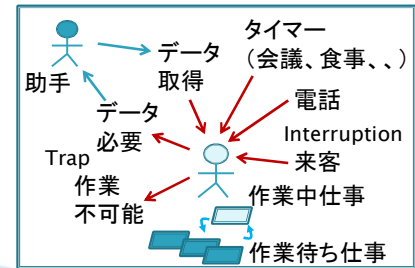 タイマー
(会議、食事、、)
データ
取得
助手
電話
データ
必要
Interruption
来客
Trap
作業
不可能
作業中仕事
作業待ち仕事